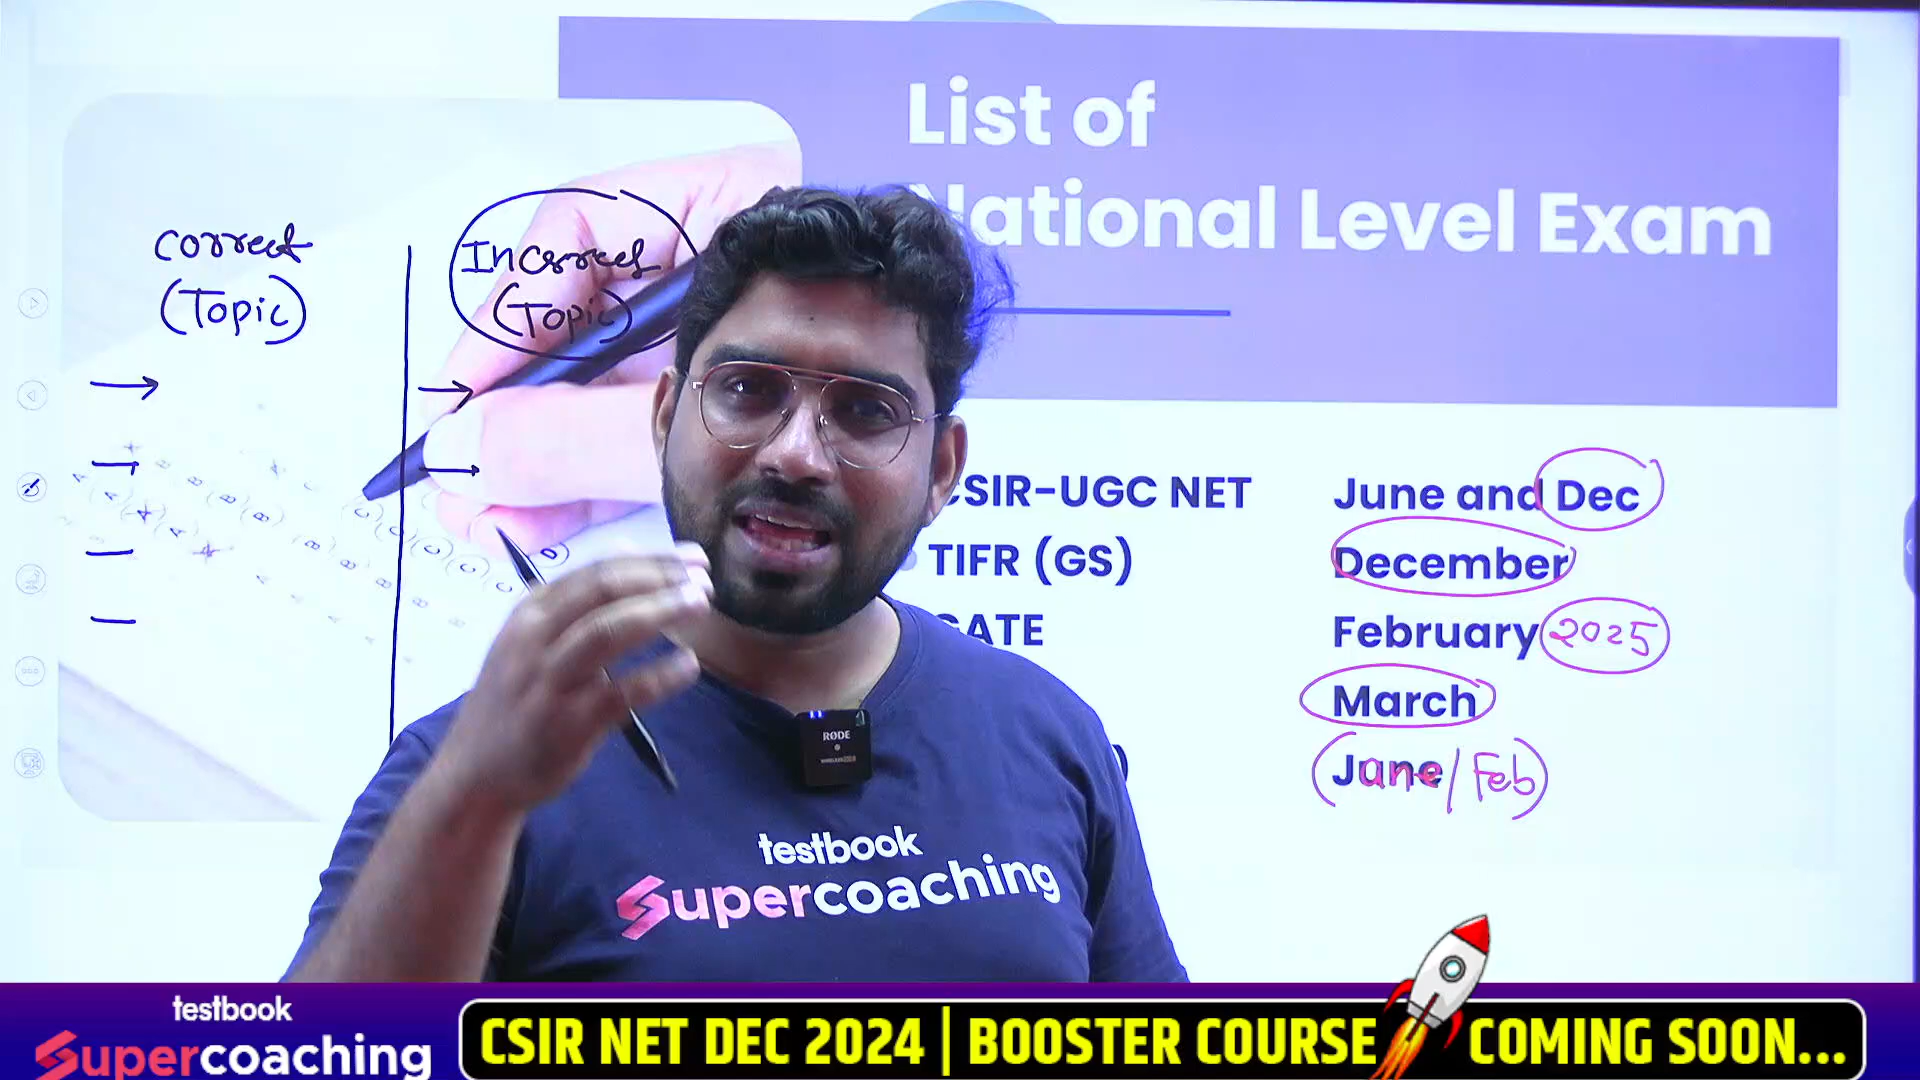 List of
National Level Exam
correct
(Topic)
Incorrect
(Topic)
CSIR-UGC NET
June and Dec
TIFR (GS)
December
GATE
February 2025
March
(June/Feb)
RØDE
testbook
Supercoaching
testbook
Supercoaching
CSIR NET DEC 2024 | BOOSTER COURSE COMING SOON...